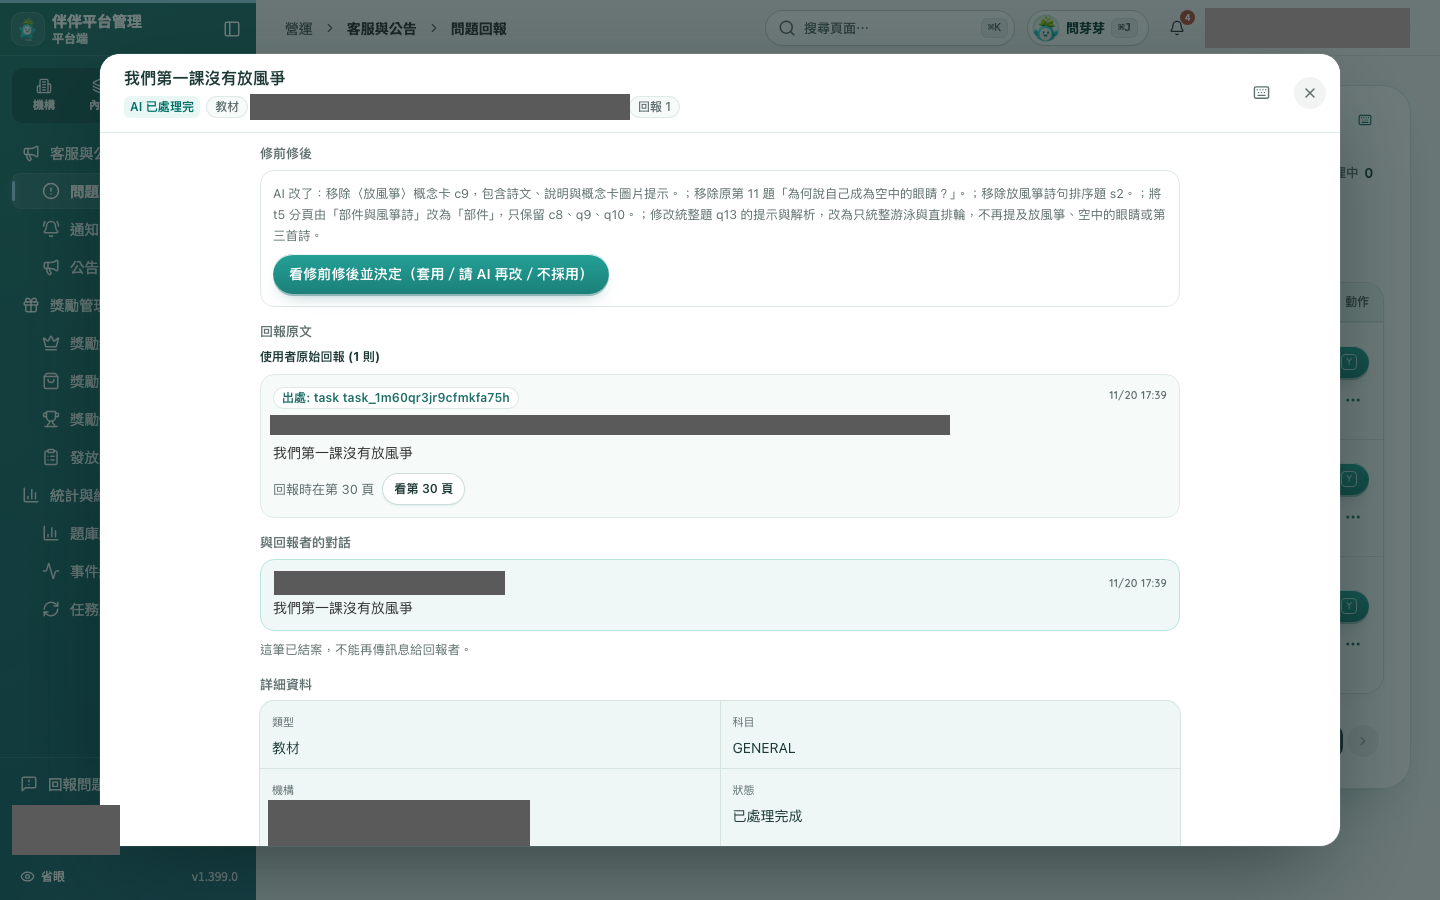 伴伴平台管理
平台端
營運 > 客服與公告 > 問題回報
搜尋頁面… ⌘K
問芽芽 ⌘J
4
機構
內
客服與公
問題
通知
公告
獎勵管理
獎勵
獎勵
獎勵
發放
統計與
題庫
事件
任務
回報問題
省眼 v1.399.0
我們第一課沒有放風爭
AI 已處理完 教材 回報 1
修前修後
AI 改了：移除〈放風箏〉概念卡 c9，包含詩文、說明與概念卡圖片提示。；移除原第 11 題「為何說自己成為空中的眼睛？」。；移除放風箏詩句排序題 s2。；將
t5 分頁由「部件與風箏詩」改為「部件」，只保留 c8、q9、q10。；修改統整題 q13 的提示與解析，改為只統整游泳與直排輪，不再提及放風箏、空中的眼睛或第
三首詩。
看修前修後並決定（套用 / 請 AI 再改 / 不採用）
回報原文
使用者原始回報 (1 則)
出處: task task_1m60qr3jr9cfmkfa75h 11/20 17:39
我們第一課沒有放風爭
回報時在第 30 頁 看第 30 頁
與回報者的對話
11/20 17:39
我們第一課沒有放風爭
這筆已結案，不能再傳訊息給回報者。
詳細資料
類型
教材
科目
GENERAL
機構
狀態
已處理完成
中 0
動作
Y
Y
Y